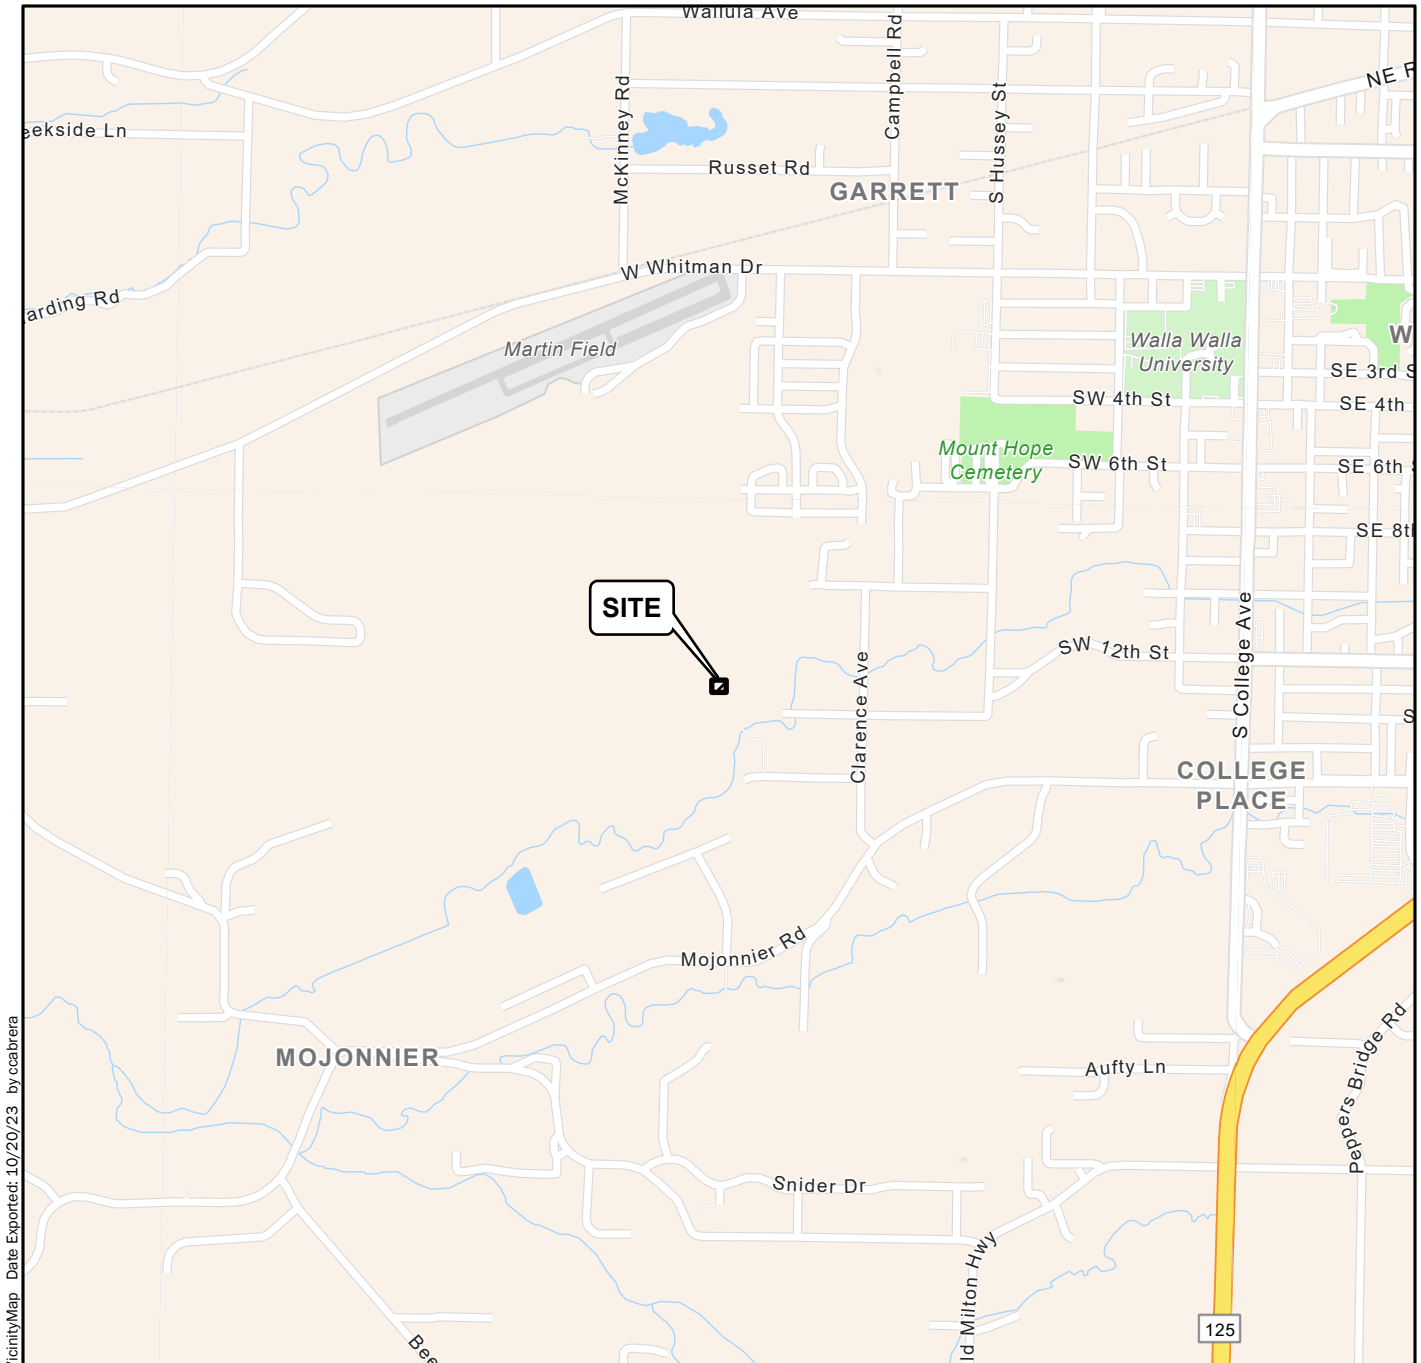 Wallula Ave
Campbell Rd
McKinney Rd
S Hussey St
NE R
eekside Ln
Russet Rd
GARRETT
W Whitman Dr
arding Rd
Martin Field
Walla Walla
University
W
SE 3rd S
SW 4th St
SE 4th
Mount Hope
Cemetery
SW 6th St
SE 6th S
SE 8th
SITE
SW 12th St
S College Ave
Clarence Ave
S
COLLEGE
PLACE
Mojonnier Rd
MOJONNIER
Aufty Ln
Peppers Bridge Rd
Snider Dr
ld Milton Hwy
125
Bee
icinityMap Date Exported: 10/20/23 by ccabrera